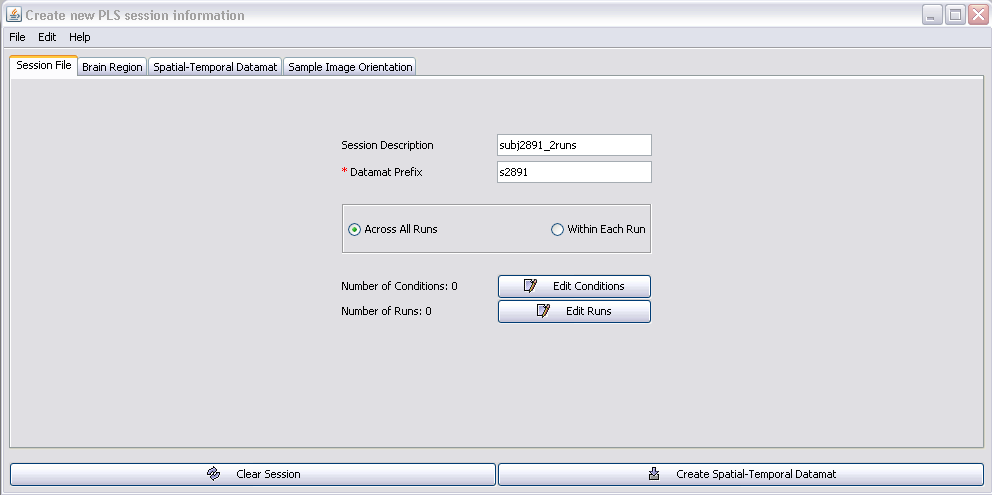 Create new PLS session information
File Edit Help
Session File Brain Region Spatial-Temporal Datamat Sample Image Orientation
Session Description subj2891_2runs
* Datamat Prefix s2891
Across All Runs Within Each Run
Number of Conditions: 0 Edit Conditions
Number of Runs: 0 Edit Runs
Clear Session Create Spatial-Temporal Datamat